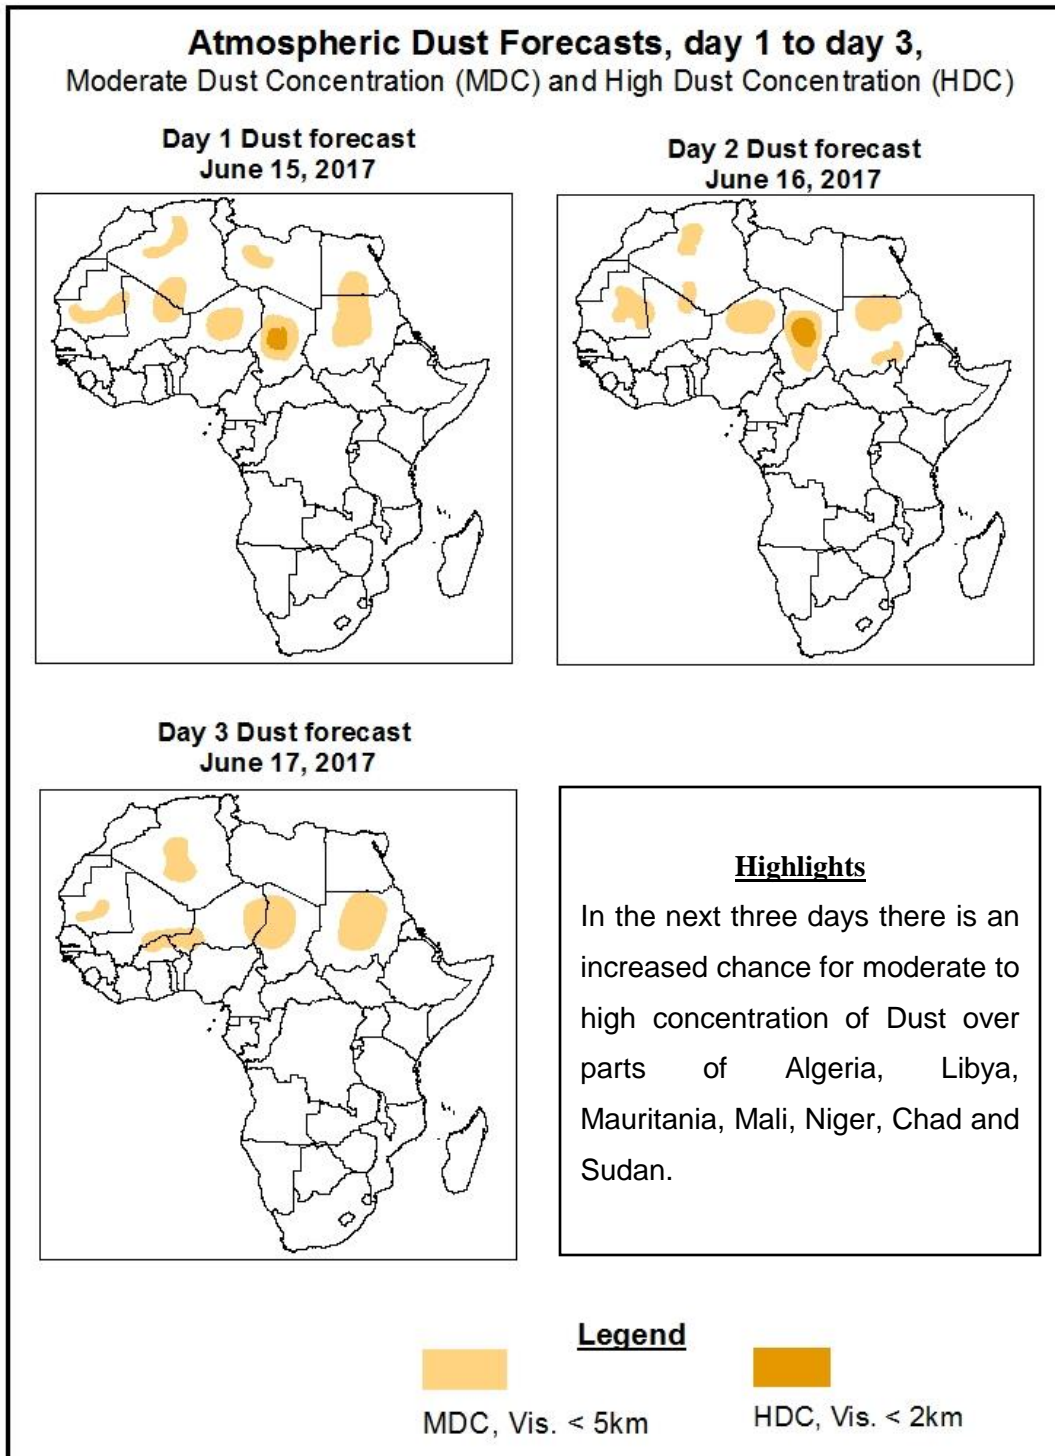 Atmospheric Dust Forecasts, day 1 to day 3,
Moderate Dust Concentration (MDC) and High Dust Concentration (HDC)
Day 1 Dust forecast
June 15, 2017
Day 2 Dust forecast
June 16, 2017
Day 3 Dust forecast
June 17, 2017
Highlights
In the next three days there is an
increased chance for moderate to
high concentration of Dust over
parts of Algeria, Libya,
Mauritania, Mali, Niger, Chad and
Sudan.
Legend
MDC, Vis. < 5km
HDC, Vis. < 2km